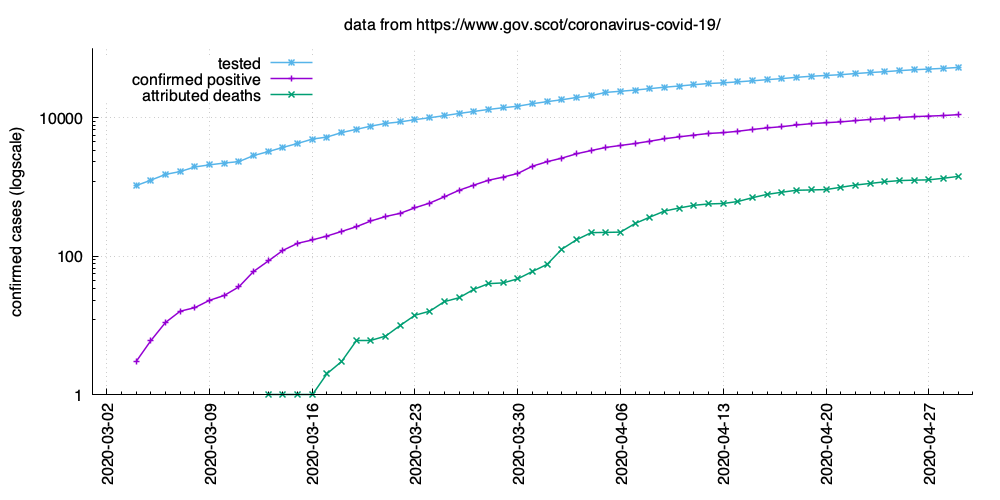 data from https://www.gov.scot/coronavirus-covid-19/
tested
confirmed positive
attributed deaths
confirmed cases (logscale)
10000
100
1
2020-03-02
2020-03-09
2020-03-16
2020-03-23
2020-03-30
2020-04-06
2020-04-13
2020-04-20
2020-04-27